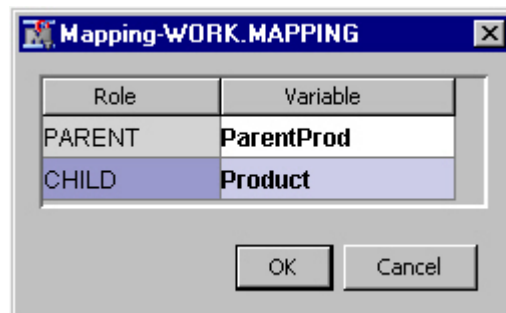 Mapping-WORK.MAPPING
Role Variable
PARENT ParentProd
CHILD Product
OK Cancel